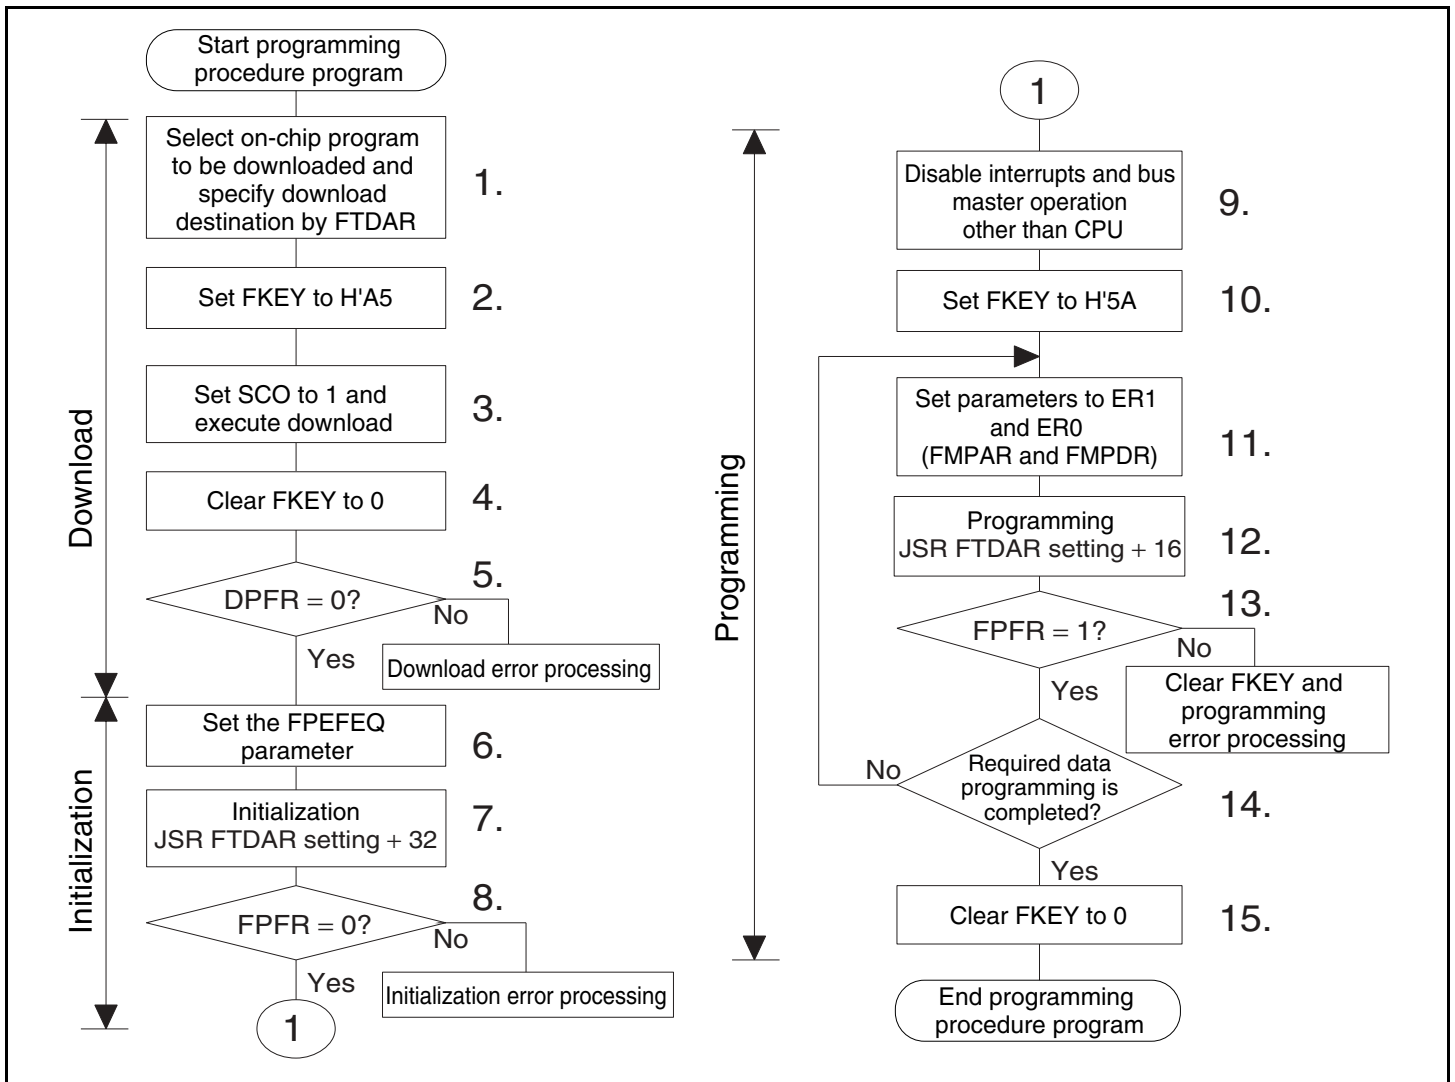 Start programming
procedure program
Download
Select on-chip program
to be downloaded and
specify download
destination by FTDAR
1.
Set FKEY to H'A5
2.
Set SCO to 1 and
execute download
3.
Clear FKEY to 0
4.
DPFR = 0?
5.
No
Yes
Download error processing
Initialization
Set the FPEFEQ
parameter
6.
Initialization
JSR FTDAR setting + 32
7.
FPFR = 0?
8.
No
Yes
Initialization error processing
1
1
Programming
Disable interrupts and bus
master operation
other than CPU
9.
Set FKEY to H'5A
10.
Set parameters to ER1
and ER0
(FMPAR and FMPDR)
11.
Programming
JSR FTDAR setting + 16
12.
FPFR = 1?
13.
No
Yes
Clear FKEY and
programming
error processing
Required data
programming is
completed?
14.
No
Yes
Clear FKEY to 0
15.
End programming
procedure program